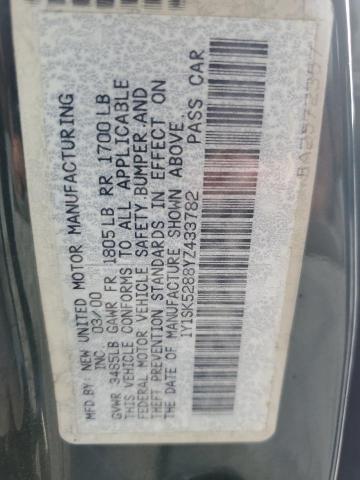 MFD BY: NEW UNITED MOTOR MANUFACTURING
INC 03/00
GVWR 3485LB GAWR FR 1805LB RR 1700LB
THIS VEHICLE CONFORMS TO ALL APPLICABLE
FEDERAL MOTOR VEHICLE SAFETY BUMPER, AND
THEFT PREVENTION STANDARDS IN EFFECT ON
THE DATE OF MANUFACTURE SHOWN ABOVE.
1Y1SK5288YZ433782 PASS CAR